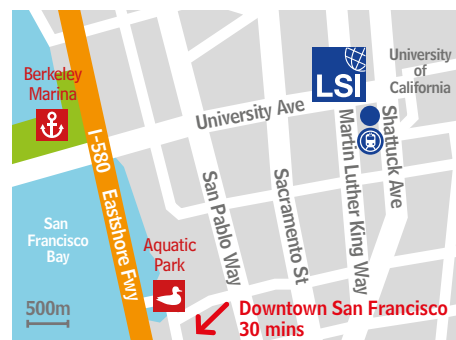 Berkeley
Marina
LSI
University
of
California
University Ave
I-580 Eastshore Fwy
San Pablo Way
Sacramento St
Martin Luther King Way
Shattuck Ave
San
Francisco
Bay
Aquatic
Park
500m
Downtown San Francisco
30 mins